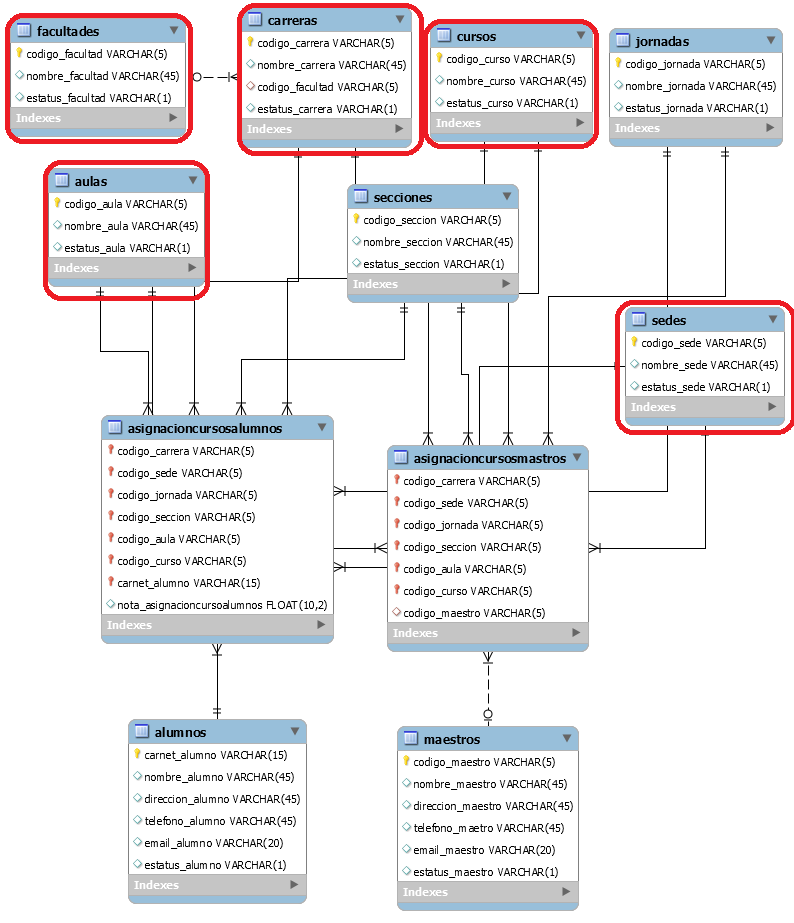 facultades
codigo_facultad VARCHAR(5)
nombre_facultad VARCHAR(45)
estatus_facultad VARCHAR(1)
Indexes
carreras
codigo_carrera VARCHAR(5)
nombre_carrera VARCHAR(45)
codigo_facultad VARCHAR(5)
estatus_carrera VARCHAR(1)
Indexes
cursos
codigo_curso VARCHAR(5)
nombre_curso VARCHAR(45)
estatus_curso VARCHAR(1)
Indexes
jornadas
codigo_jornada VARCHAR(5)
nombre_jornada VARCHAR(45)
estatus_jornada VARCHAR(1)
Indexes
aulas
codigo_aula VARCHAR(5)
nombre_aula VARCHAR(45)
estatus_aula VARCHAR(1)
Indexes
secciones
codigo_seccion VARCHAR(5)
nombre_seccion VARCHAR(45)
estatus_seccion VARCHAR(1)
Indexes
sedes
codigo_sede VARCHAR(5)
nombre_sede VARCHAR(45)
estatus_sede VARCHAR(1)
Indexes
asignacioncursosalumnos
codigo_carrera VARCHAR(5)
codigo_sede VARCHAR(5)
codigo_jornada VARCHAR(5)
codigo_seccion VARCHAR(5)
codigo_aula VARCHAR(5)
codigo_curso VARCHAR(5)
carnet_alumno VARCHAR(15)
nota_asignacioncursoalumnos FLOAT(10,2)
Indexes
asignacioncursosmastros
codigo_carrera VARCHAR(5)
codigo_sede VARCHAR(5)
codigo_jornada VARCHAR(5)
codigo_seccion VARCHAR(5)
codigo_aula VARCHAR(5)
codigo_curso VARCHAR(5)
codigo_maestro VARCHAR(5)
Indexes
alumnos
carnet_alumno VARCHAR(15)
nombre_alumno VARCHAR(45)
direccion_alumno VARCHAR(45)
telefono_alumno VARCHAR(45)
email_alumno VARCHAR(20)
estatus_alumno VARCHAR(1)
Indexes
maestros
codigo_maestro VARCHAR(5)
nombre_maestro VARCHAR(45)
direccion_maestro VARCHAR(45)
telefono_maetro VARCHAR(45)
email_maestro VARCHAR(20)
estatus_maestro VARCHAR(1)
Indexes